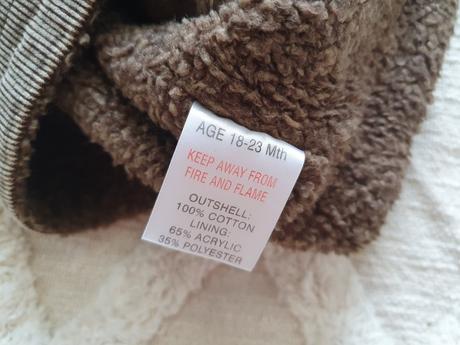 AGE 18-23 Mth
KEEP AWAY FROM
FIRE AND FLAME
OUTSHELL:
100% COTTON
LINING:
65% ACRYLIC
35% POLYESTER